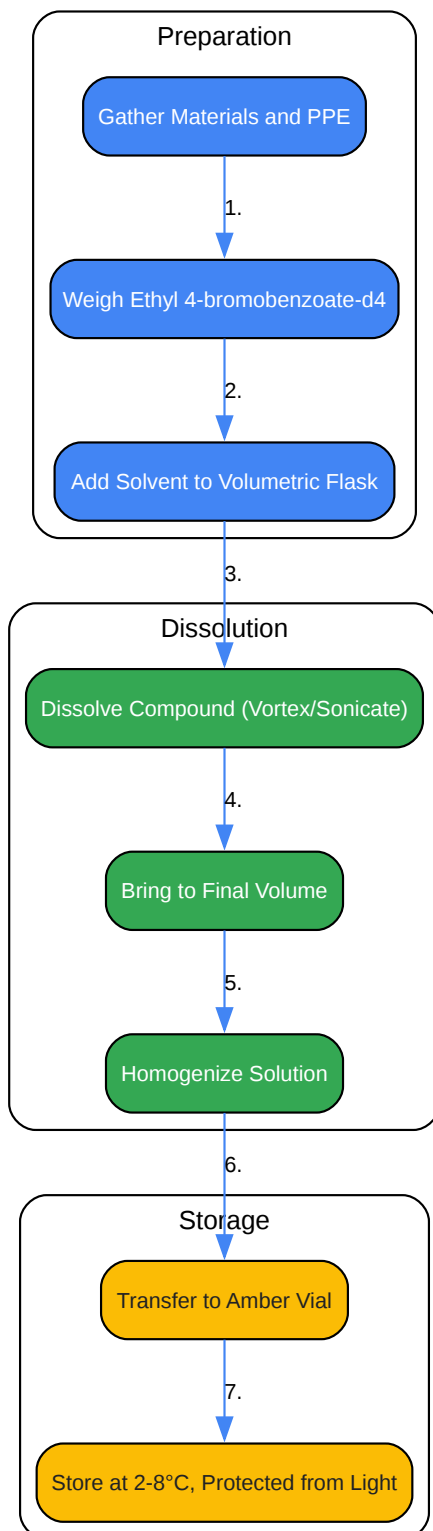 Preparation
Gather Materials and PPE
1.
Weigh Ethyl 4-bromobenzoate-d4
2.
Add Solvent to Volumetric Flask
3.
Dissolution
Dissolve Compound (Vortex/Sonicate)
4.
Bring to Final Volume
5.
Homogenize Solution
6.
Storage
Transfer to Amber Vial
7.
Store at 2-8°C, Protected from Light